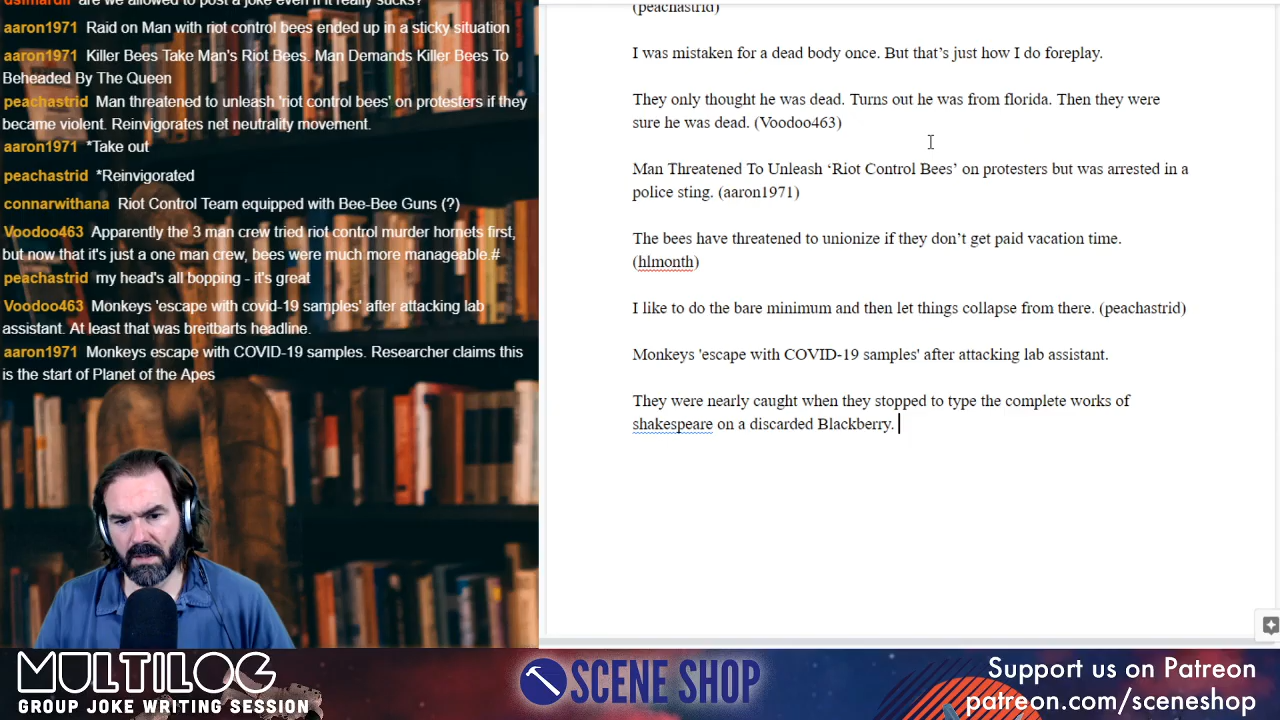 dsimardii are we allowed to post a joke even if it really sucks?
aaron1971 Raid on Man with riot control bees ended up in a sticky situation
aaron1971 Killer Bees Take Man's Riot Bees. Man Demands Killer Bees To
Beheaded By The Queen
peachastrid Man threatened to unleash 'riot control bees' on protesters if they
became violent. Reinvigorates net neutrality movement.
aaron1971 *Take out
peachastrid *Reinvigorated
connarwithana Riot Control Team equipped with Bee-Bee Guns (?)
Voodoo463 Apparently the 3 man crew tried riot control murder hornets first,
but now that it's just a one man crew, bees were much more manageable.#
peachastrid my head's all bopping - it's great
Voodoo463 Monkeys 'escape with covid-19 samples' after attacking lab
assistant. At least that was breitbarts headline.
aaron1971 Monkeys escape with COVID-19 samples. Researcher claims this
is the start of Planet of the Apes
(peachastrid)
I was mistaken for a dead body once. But that's just how I do foreplay.
They only thought he was dead. Turns out he was from florida. Then they were
sure he was dead. (Voodoo463)
Man Threatened To Unleash ‘Riot Control Bees’ on protesters but was arrested in a
police sting. (aaron1971)
The bees have threatened to unionize if they don’t get paid vacation time.
(hlmonth)
I like to do the bare minimum and then let things collapse from there. (peachastrid)
Monkeys 'escape with COVID-19 samples' after attacking lab assistant.
They were nearly caught when they stopped to type the complete works of
shakespeare on a discarded Blackberry.
MULTILOG
GROUP JOKE WRITING SESSION
SCENE SHOP
Support us on Patreon
patreon.com/sceneshop